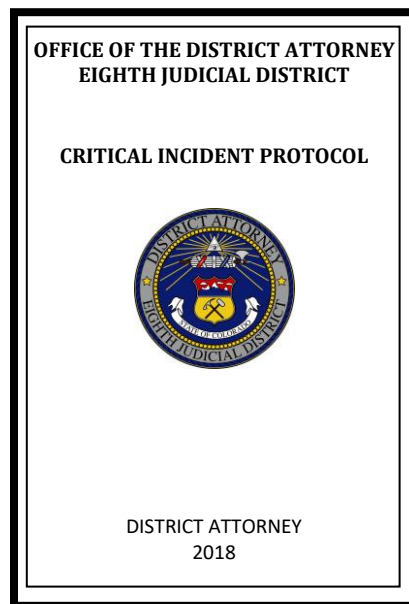 OFFICE OF THE DISTRICT ATTORNEY
EIGHTH JUDICIAL DISTRICT
CRITICAL INCIDENT PROTOCOL
DISTRICT ATTORNEY
STATE OF COLORADO
EIGHTH JUDICIAL DISTRICT
DISTRICT ATTORNEY
2018